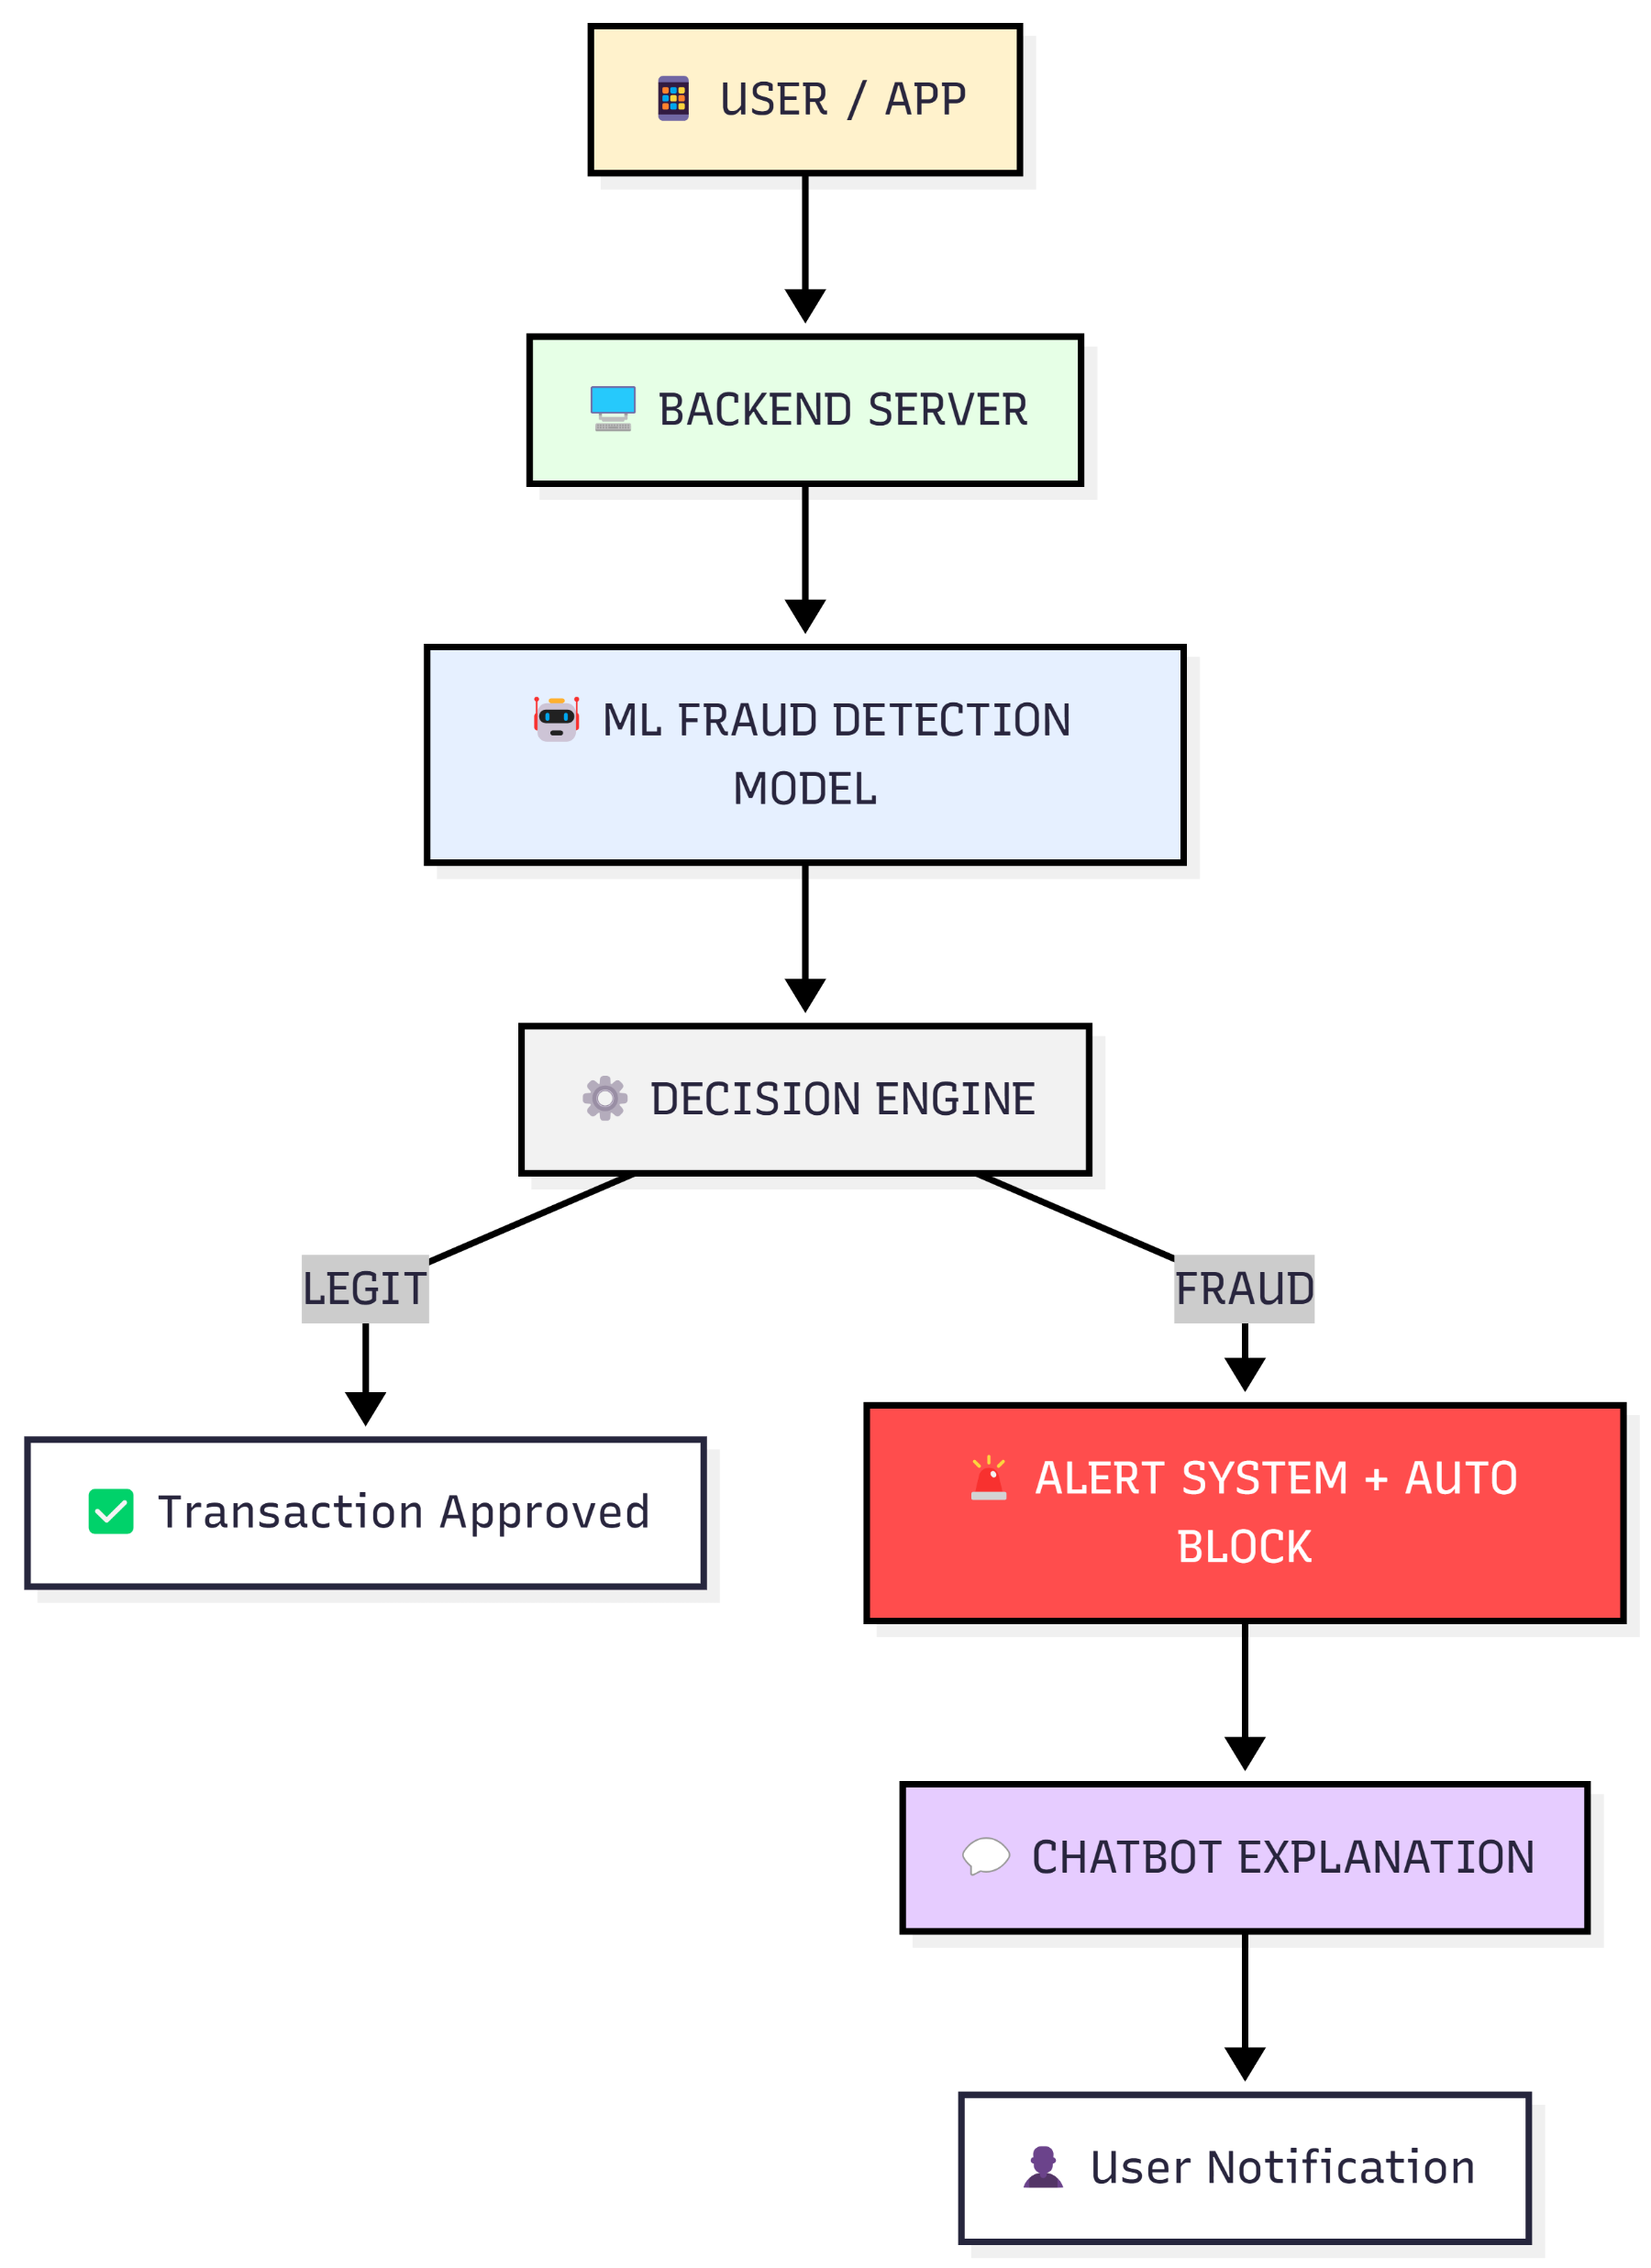 USER / APP
BACKEND SERVER
ML FRAUD DETECTION
MODEL
DECISION ENGINE
LEGIT
FRAUD
Transaction Approved
ALERT SYSTEM + AUTO
BLOCK
CHATBOT EXPLANATION
User Notification